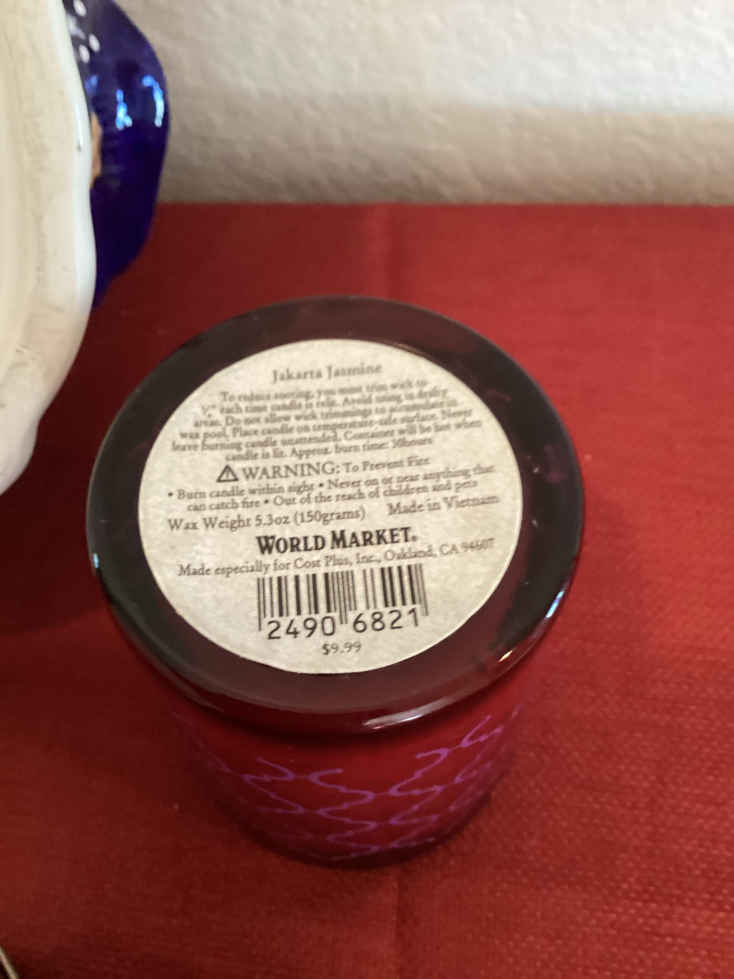 Jakarta Jasmine
To reduce sooting, you must trim wick to
¼" each time candle is relit. Avoid using in drafty
areas. Do not allow wick trimmings to accumulate in
wax pool. Place candle on temperature-safe surface. Never
leave burning candle unattended. Container will be hot when
candle is lit. Approx. burn time: 30hours
⚠ WARNING: To Prevent Fire
• Burn candle within sight • Never on or near anything that
can catch fire • Out of the reach of children and pets
Wax Weight 5.3oz (150grams) Made in Vietnam
WORLD MARKET®
Made especially for Cost Plus, Inc., Oakland, CA 94607
2490 6821
$9.99